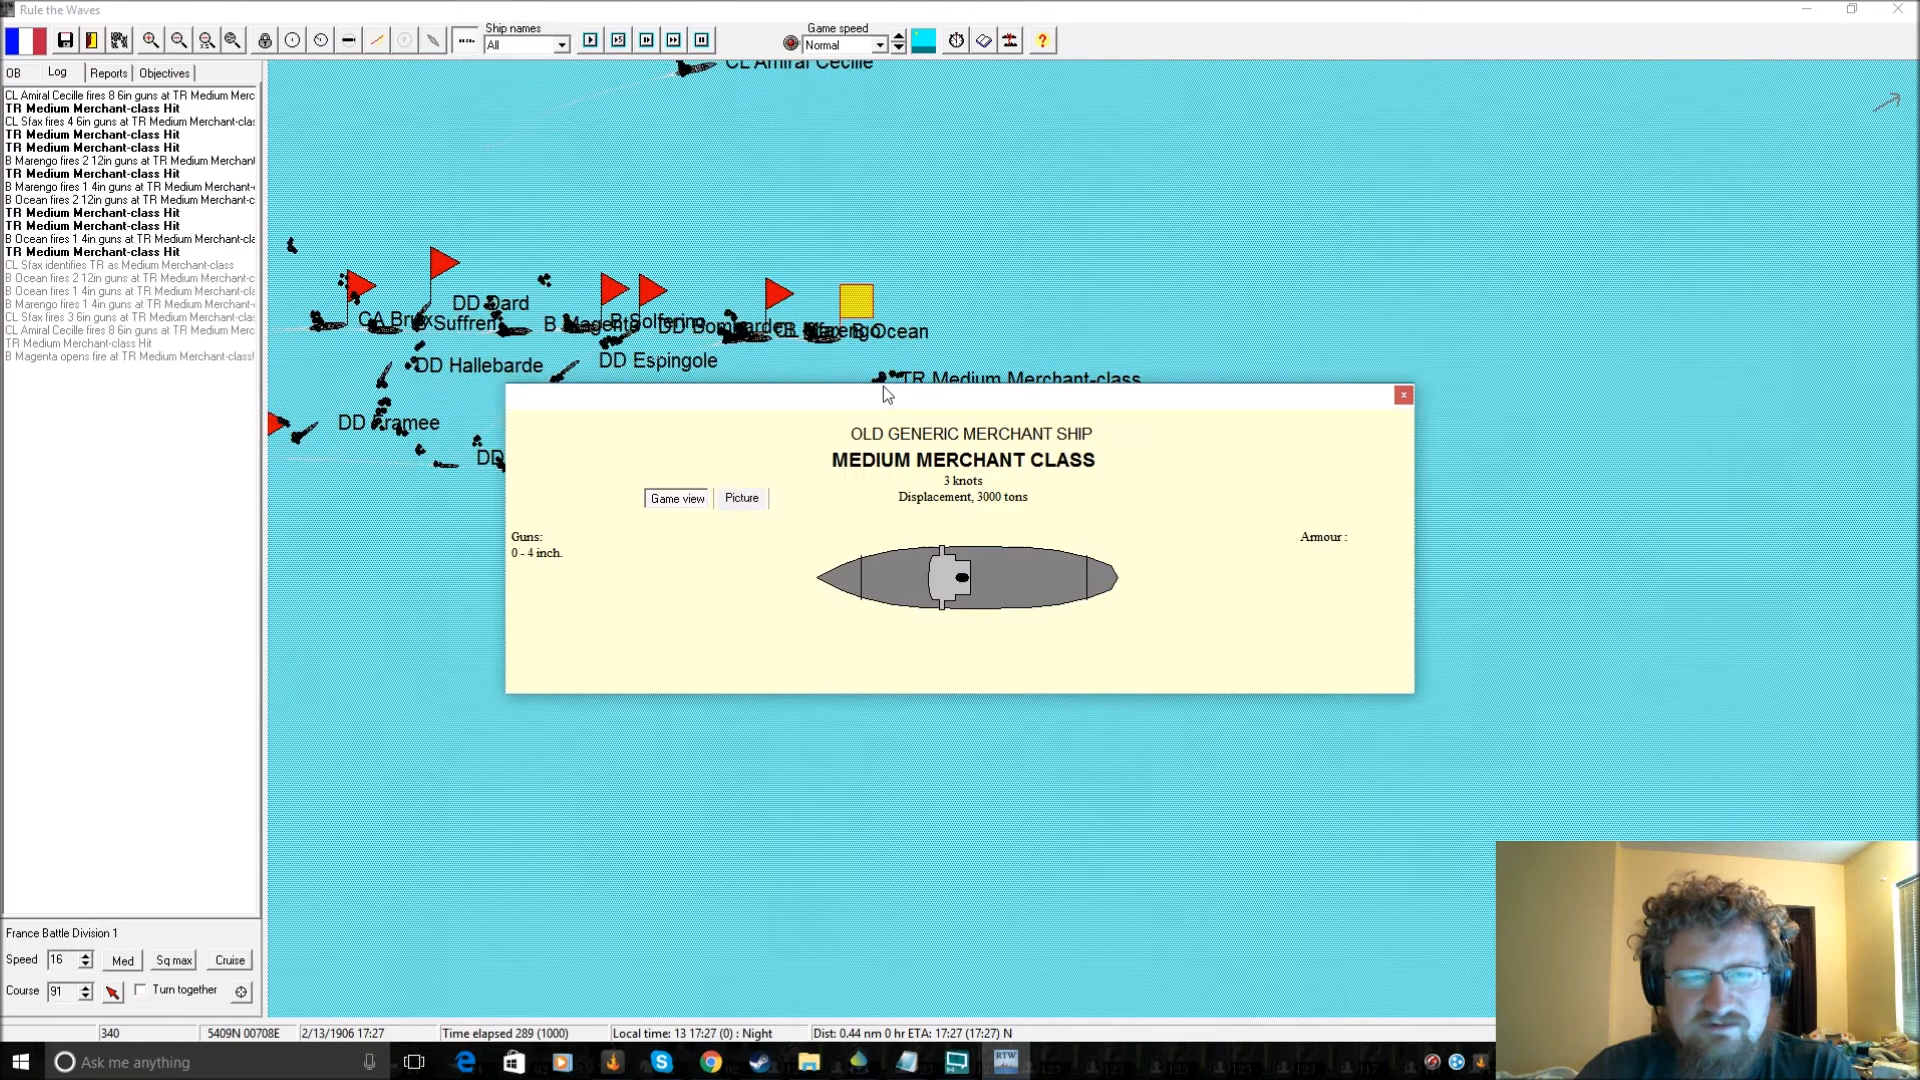 Rule the Waves
Ship names
All
Game speed
Normal
OB Log Reports Objectives
CL Amiral Cecille fires 8 6in guns at TR Medium Merc
TR Medium Merchant-class Hit
CL Sfax fires 4 6in guns at TR Medium Merchant-clas
TR Medium Merchant-class Hit
TR Medium Merchant-class Hit
B Marengo fires 2 12in guns at TR Medium Merchant
TR Medium Merchant-class Hit
B Marengo fires 1 4in guns at TR Medium Merchant-
B Ocean fires 2 12in guns at TR Medium Merchant-c
TR Medium Merchant-class Hit
TR Medium Merchant-class Hit
B Ocean fires 1 4in guns at TR Medium Merchant-cla
TR Medium Merchant-class Hit
CL Sfax identifies TR as Medium Merchant-class
B Ocean fires 2 12in guns at TR Medium Merchant-c
B Ocean fires 1 4in guns at TR Medium Merchant-c
B Marengo fires 1 4in guns at TR Medium Merchant-
CL Sfax fires 3 6in guns at TR Medium Merchant-c
CL Amiral Cecille fires 8 6in guns at TR Medium Merc
TR Medium Merchant-class Hit
B Magenta opens fire at TR Medium Merchant-class!
CL Amiral Cecille
DD Dard
CA Bruix
Suffren
B Magenta
B Solferino
B Ocean
DD Hallebarde
DD Espingole
TR Medium Merchant-class
DD Framee
DD
OLD GENERIC MERCHANT SHIP
MEDIUM MERCHANT CLASS
3 knots
Displacement, 3000 tons
Game view Picture
Guns:
0 - 4 inch.
Armour :
France Battle Division 1
Speed 16 Med Sq max Cruise
Course 91 Turn together
340 5409N 00708E 2/13/1906 17:27 Time elapsed 289 (1000) Local time: 13 17:27 (0) : Night Dist: 0.44 nm 0 hr ETA: 17:27 (17:27) N
Ask me anything
RTW